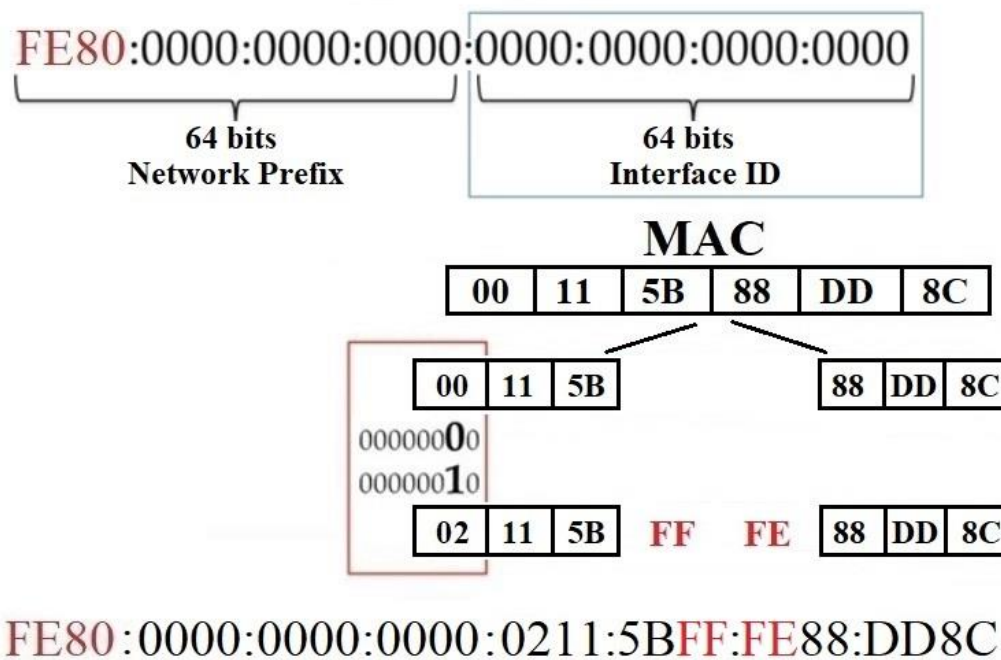 FE80:0000:0000:0000:0000:0000:0000:0000
64 bits 64 bits
Network Prefix Interface ID
MAC
00 11 5B 88 DD 8C
00 11 5B 88 DD 8C
00000000
00000010
02 11 5B FF FE 88 DD 8C
FE80:0000:0000:0000:0211:5BFF:FE88:DD8C